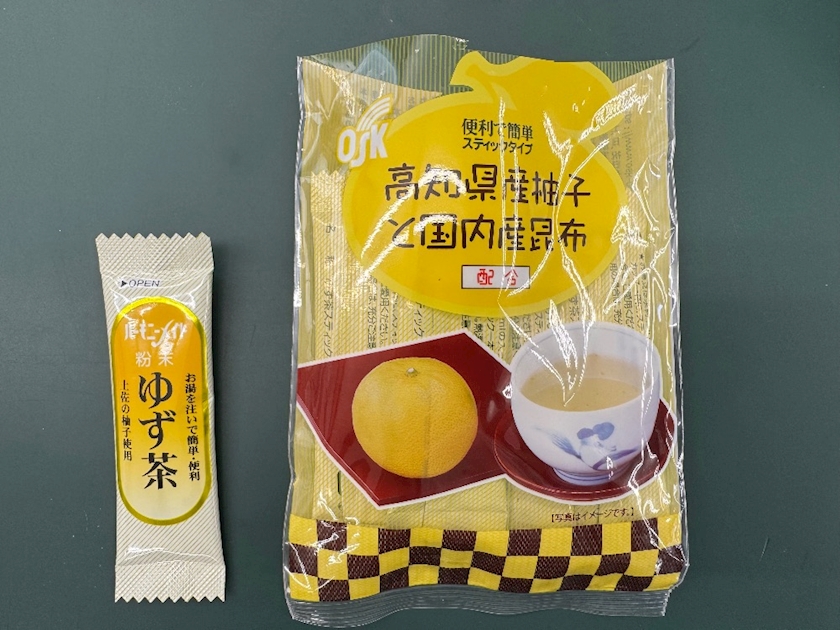 OSK
便利で簡単
スティックタイプ
高知県産柚子
と国内産昆布
配合
【写真はイメージです。】
▶OPEN
粉末
ゆず茶
お湯を注いで簡単・便利
土佐の柚子使用